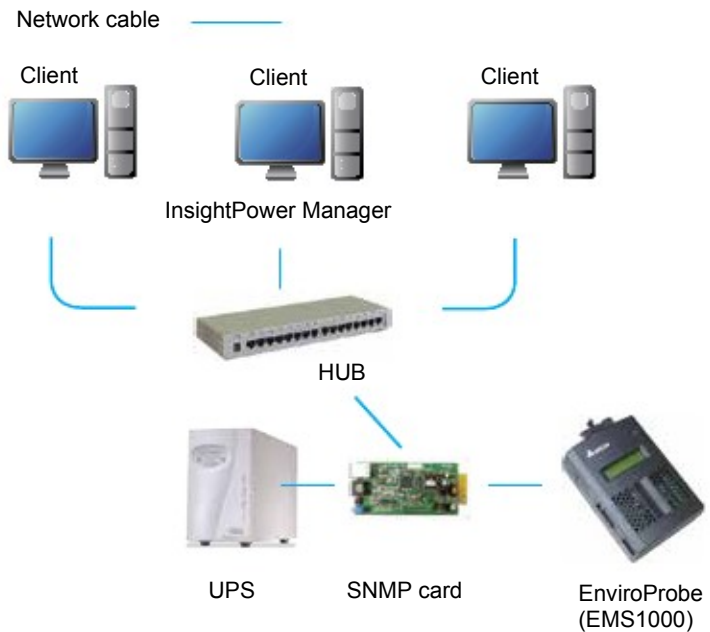 Network cable
Client
Client
Client
InsightPower Manager
HUB
UPS
SNMP card
EnviroProbe
(EMS1000)